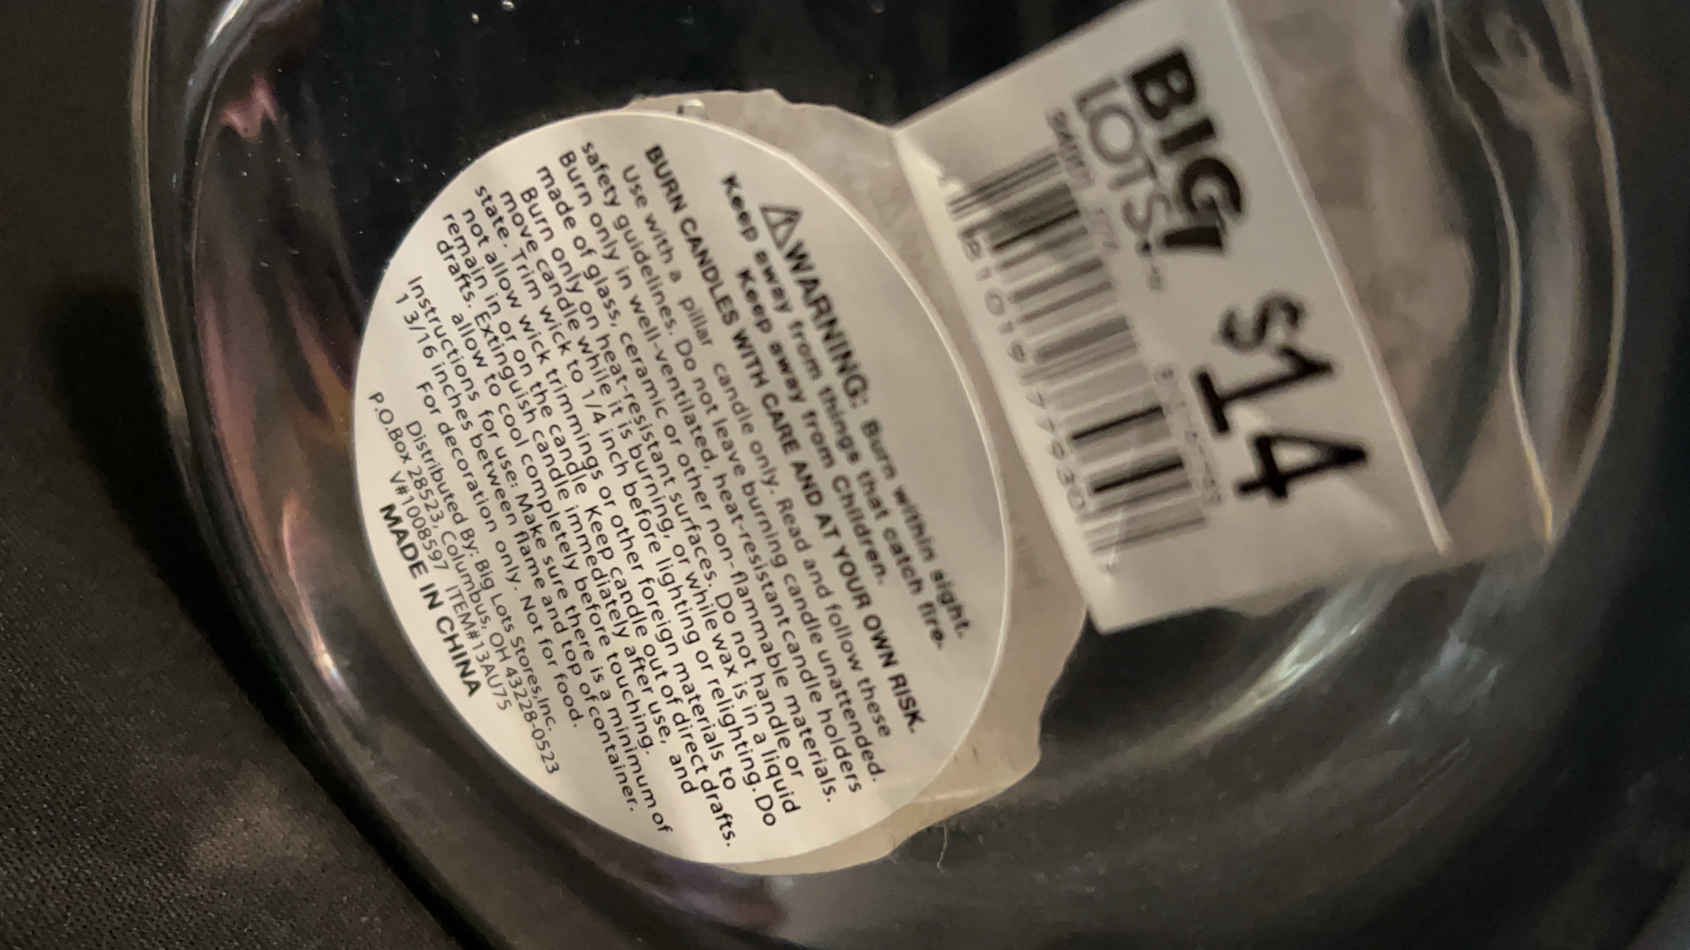 ⚠WARNING: Burn within sight.
Keep away from things that catch fire.
Keep away from Children.
BURN CANDLES WITH CARE AND AT YOUR OWN RISK.
Use with a pillar candle only. Read and follow these
safety guidelines. Do not leave burning candle unattended.
Burn only in well-ventilated, heat-resistant candle holders
made of glass, ceramic or other non-flammable materials.
Burn only on heat-resistant surfaces. Do not handle or
move candle while it is burning, or while wax is in a liquid
state. Trim wick to 1/4 inch before lighting or relighting. Do
not allow wick trimmings or other foreign materials to
remain in or on the candle. Keep candle out of direct drafts.
drafts. Extinguish candle immediately after use, and
allow to cool completely before touching.
Instructions for use: Make sure there is a minimum of
1 3/16 inches between flame and top of container.
For decoration only. Not for food.
Distributed By: Big Lots Stores,Inc.
P.O.Box 28523, Columbus, OH 43228-0523
V#1008597 ITEM#13AU75
MADE IN CHINA
BIG
LOTS
$14